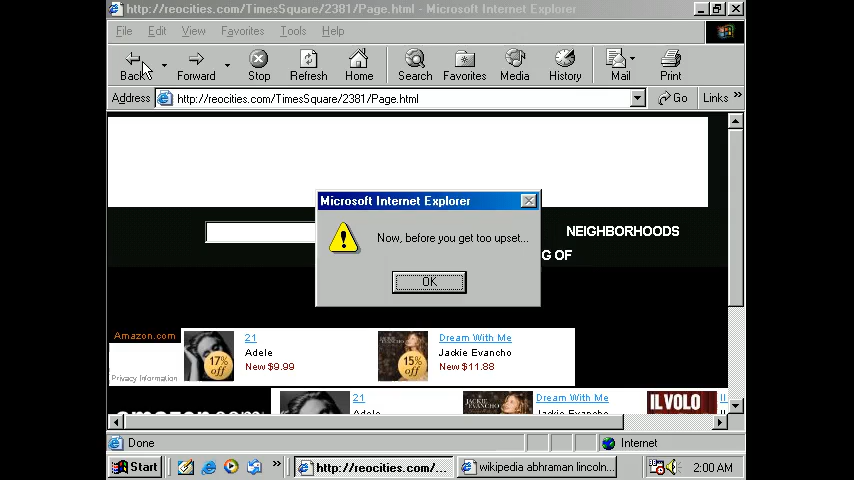 http://reocities.com/TimesSquare/2381/Page.html - Microsoft Internet Explorer
File Edit View Favorites Tools Help
Back Forward Stop Refresh Home Search Favorites Media History Mail Print
Address http://reocities.com/TimesSquare/2381/Page.html Go Links »
Microsoft Internet Explorer
Now, before you get too upset...
OK
NEIGHBORHOODS
G OF
Amazon.com
Privacy Information
17% off
21
Adele
New $9.99
15% off
Dream With Me
Jackie Evancho
New $11.88
amazon.com
21
Adele
JACKIE EVANCHO
Dream With Me
Jackie Evancho
IL VOLO
Done
Internet
Start
»
http://reocities.com/...
wikipedia abhraman lincoln...
2:00 AM